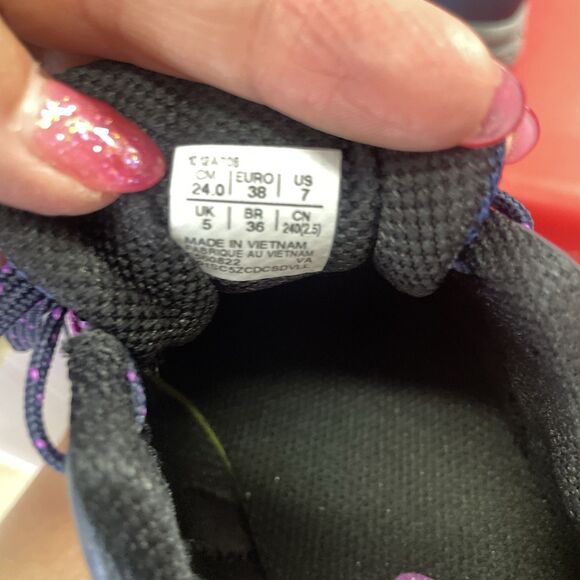 CM | EURO | US
24.0 | 38 | 7
UK | BR | CN
5 | 36 | 240(2.5)
MADE IN VIETNAM
FABRIQUE AU VIETNAM
VA